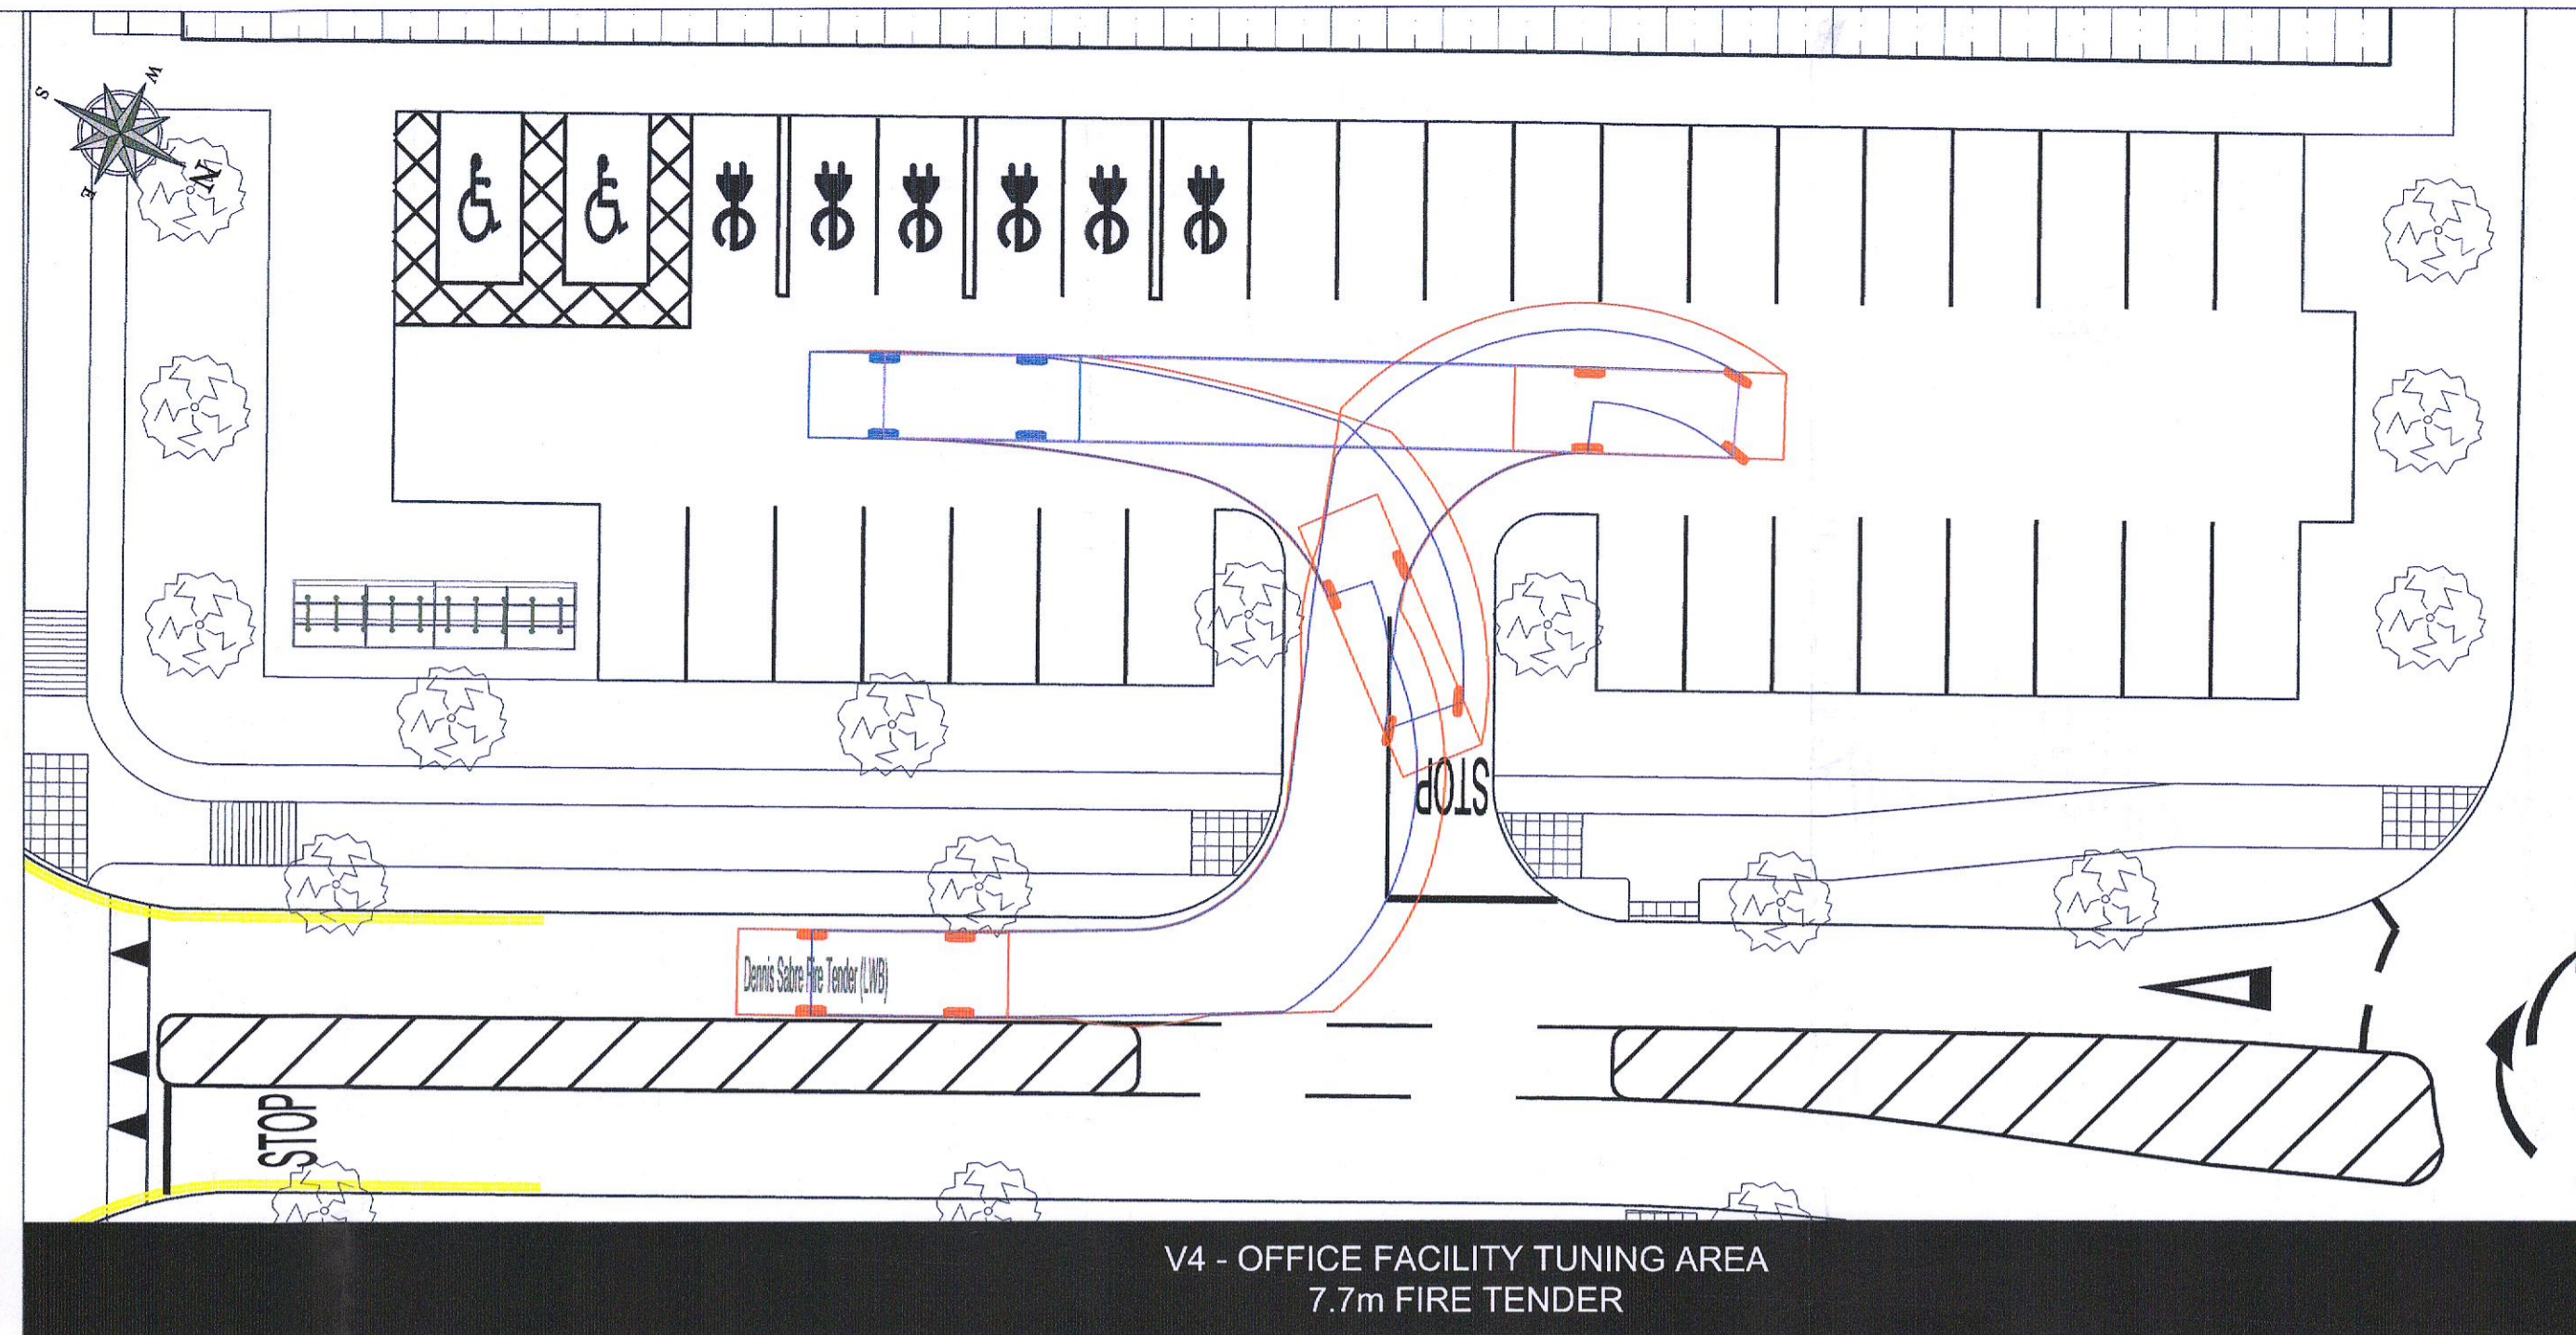 S
W
E
N
STOP
Dennis Sabre Fire Tender (LWB)
STOP
V4 - OFFICE FACILITY TUNING AREA
7.7m FIRE TENDER